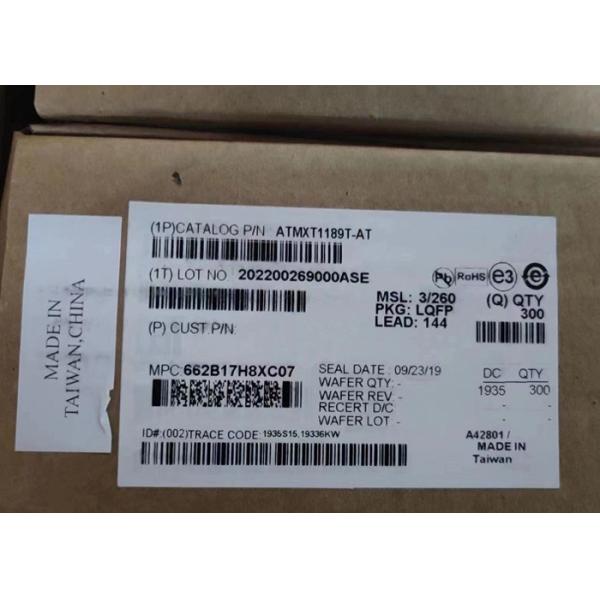 MADE IN
TAIWAN,CHINA
(1P)CATALOG P/N ATMXT1189T-AT
(1T) LOT NO. 202200269000ASE
Pb RoHS e3 e
MSL: 3/260 (Q) QTY
PKG: LQFP 300
LEAD: 144
(P) CUST.P/N:
MPC:662B17H8XC07
SEAL DATE: 09/23/19 DC QTY
WAFER QTY: - 1935 300
WAFER REV: -
RECERT D/C -
WAFER LOT -
ID#:(002)TRACE CODE:1935S15,19336KW
A42801 /
MADE IN
Taiwan